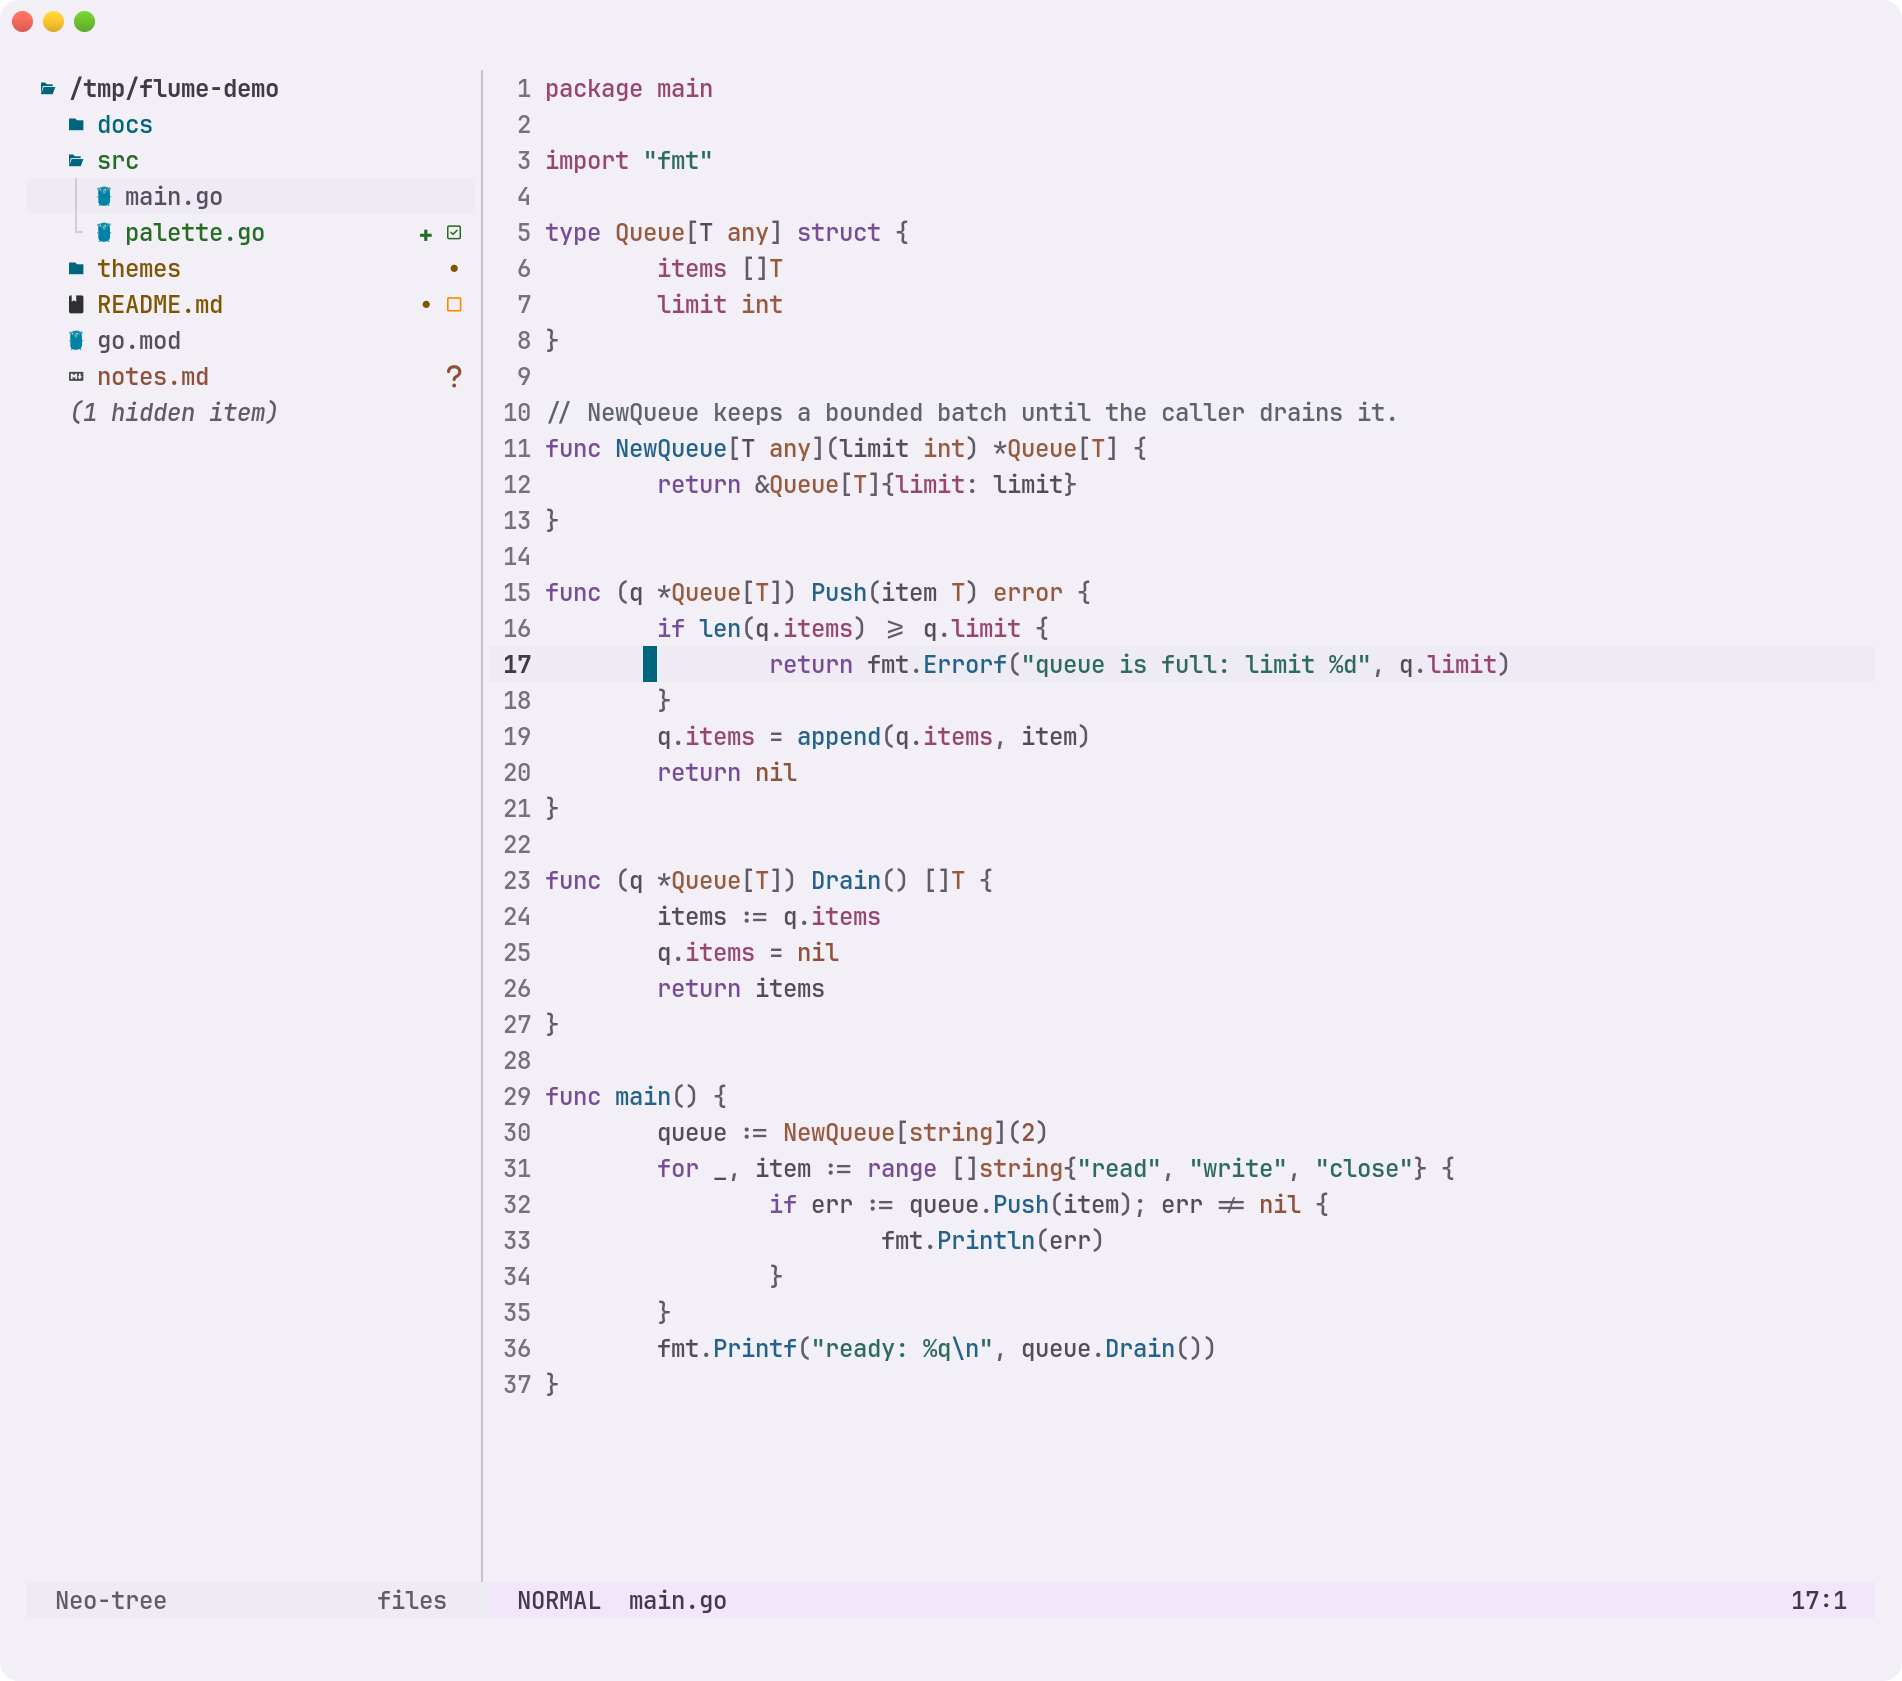 /tmp/flume-demo
docs
src
main.go
palette.go +
themes •
README.md •
go.mod
notes.md ?
(1 hidden item)
1 package main
2
3 import "fmt"
4
5 type Queue[T any] struct {
6         items []T
7         limit int
8 }
9
10 // NewQueue keeps a bounded batch until the caller drains it.
11 func NewQueue[T any](limit int) *Queue[T] {
12         return &Queue[T]{limit: limit}
13 }
14
15 func (q *Queue[T]) Push(item T) error {
16         if len(q.items) >= q.limit {
17                 return fmt.Errorf("queue is full: limit %d", q.limit)
18         }
19         q.items = append(q.items, item)
20         return nil
21 }
22
23 func (q *Queue[T]) Drain() []T {
24         items := q.items
25         q.items = nil
26         return items
27 }
28
29 func main() {
30         queue := NewQueue[string](2)
31         for _, item := range []string{"read", "write", "close"} {
32                 if err := queue.Push(item); err != nil {
33                         fmt.Println(err)
34                 }
35         }
36         fmt.Printf("ready: %q\n", queue.Drain())
37 }
Neo-tree files
NORMAL main.go 17:1